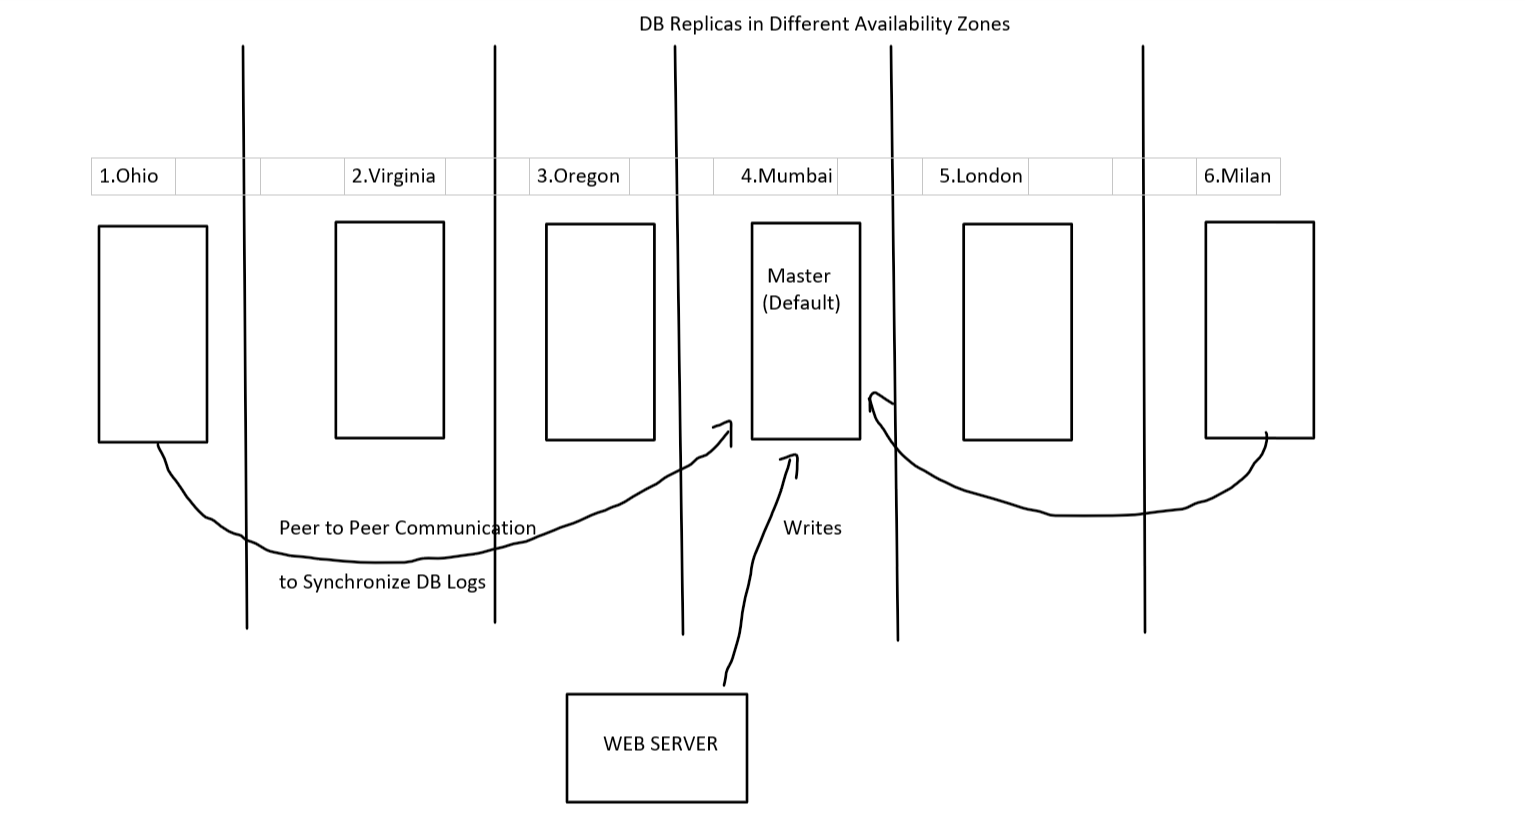 DB Replicas in Different Availability Zones
1.Ohio
2.Virginia
3.Oregon
4.Mumbai
5.London
6.Milan
Master
(Default)
Peer to Peer Communication
to Synchronize DB Logs
Writes
WEB SERVER